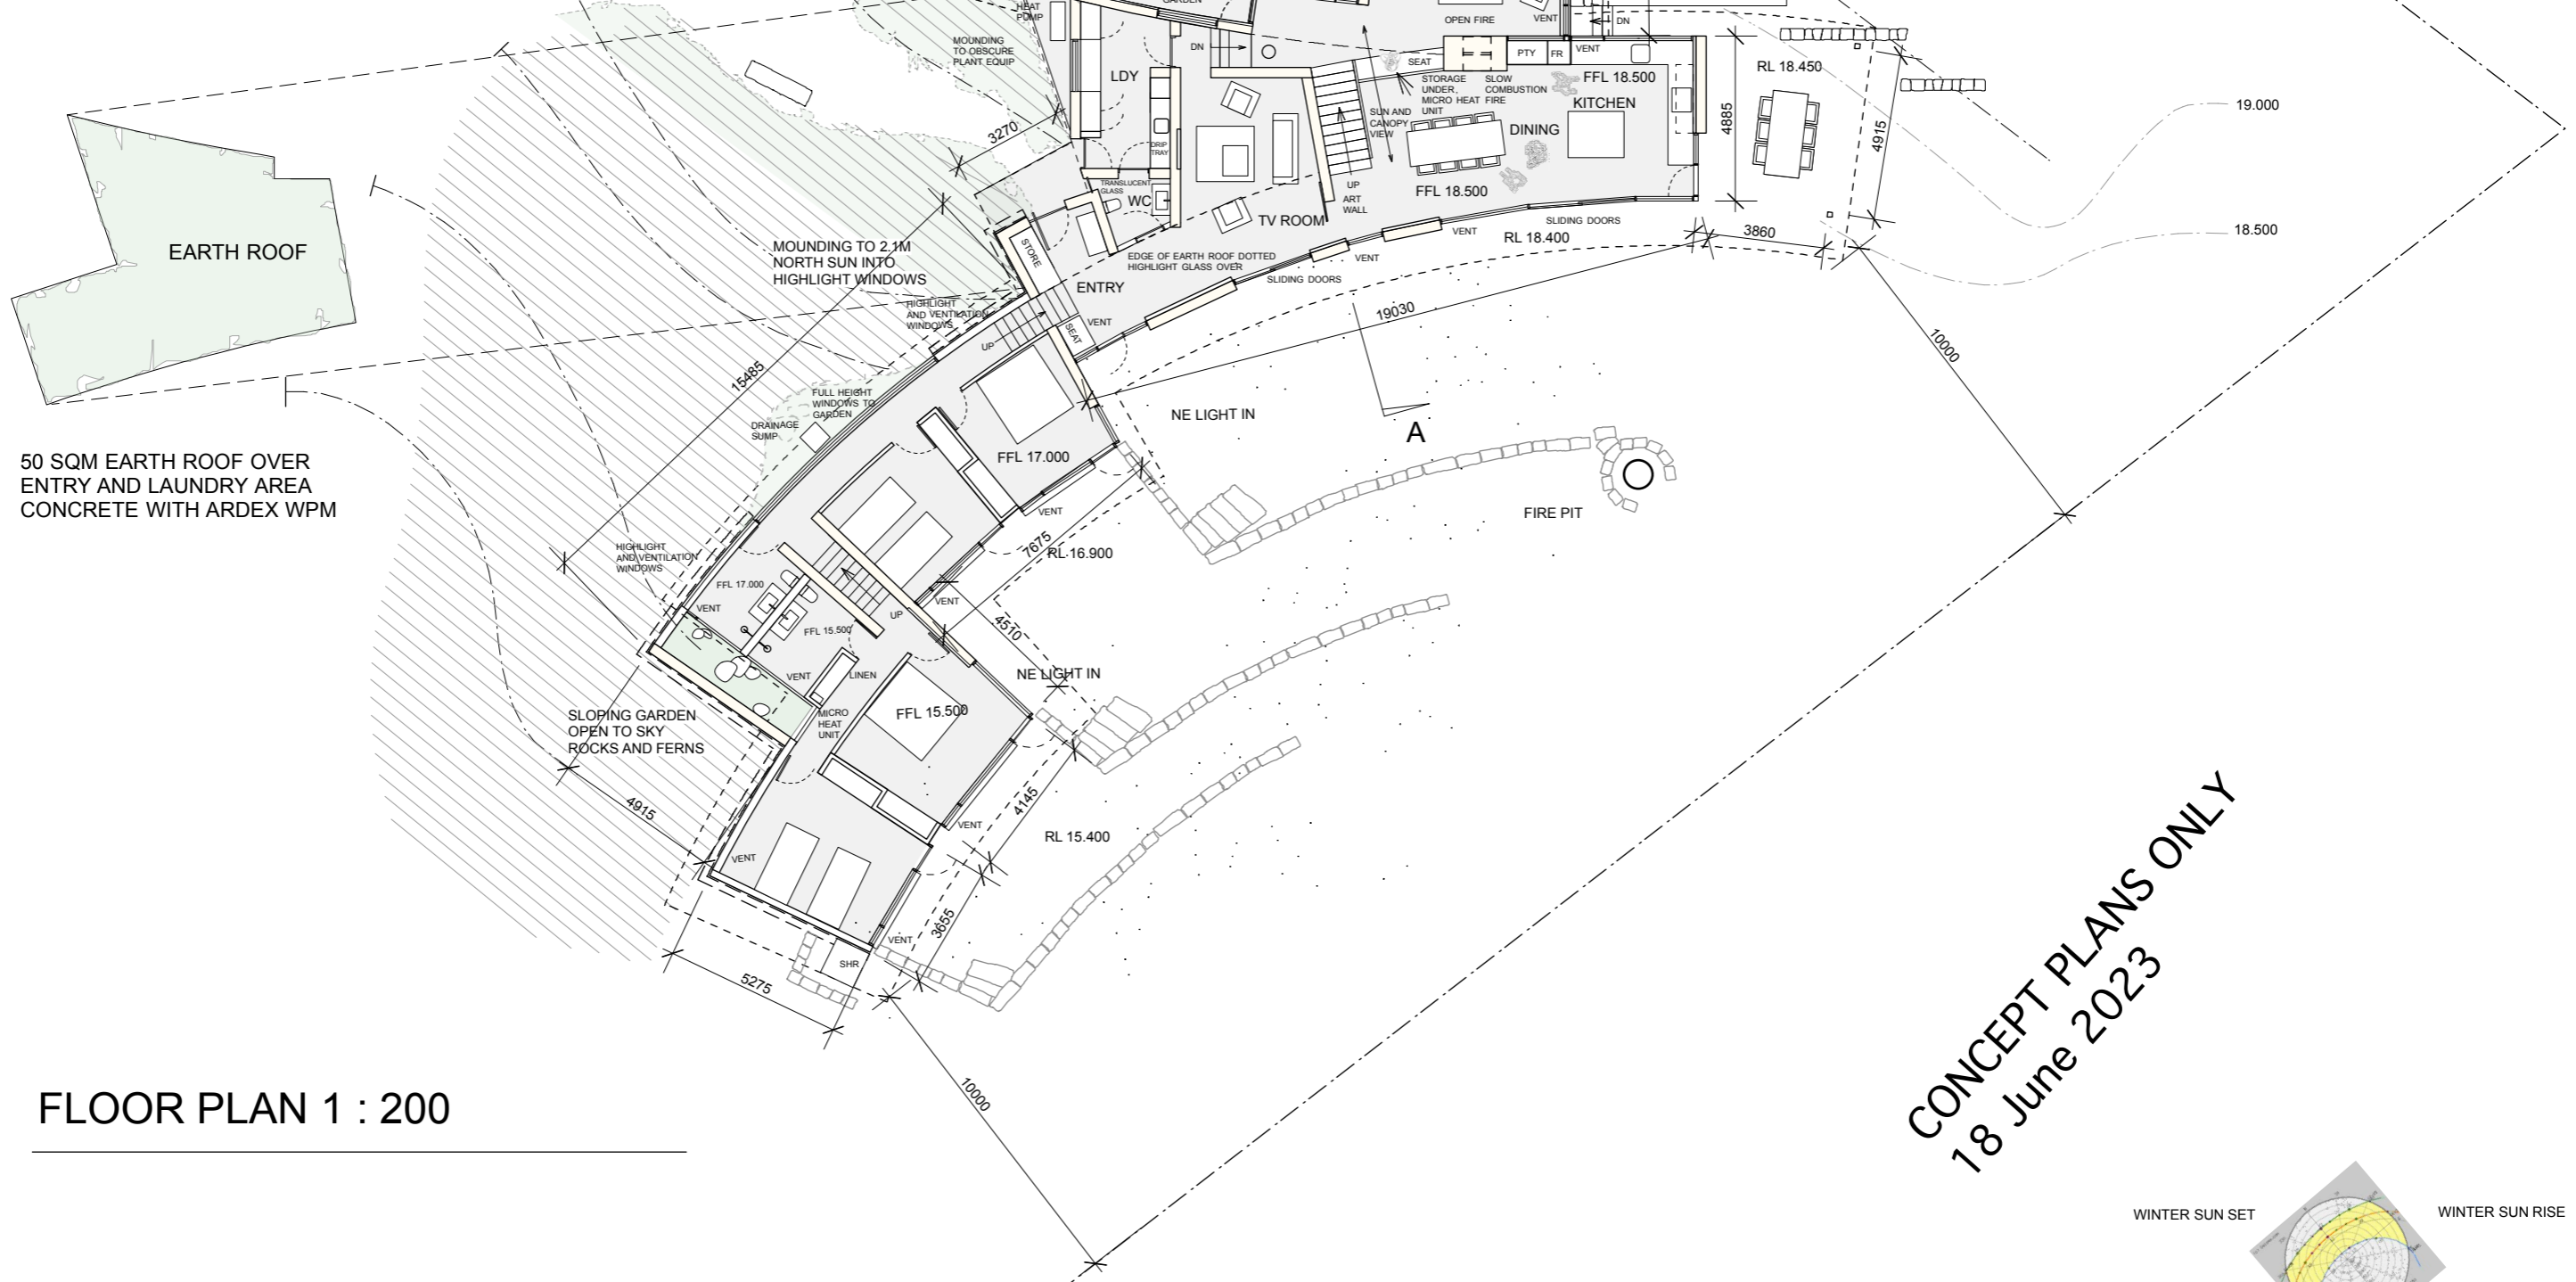 GARDEN
HEAT
PUMP
OPEN FIRE
VENT
DN
MOUNDING
TO OBSCURE
PLANT EQUIP
DN
LDY
SEAT
PTY
FR
VENT
FFL 18.500
RL 18.450
STORAGE
UNDER,
MICRO HEAT
UNIT
SLOW
COMBUSTION
FIRE
KITCHEN
19.000
SUN AND
CANOPY
VIEW
DINING
4885
4915
3270
DRIP
TRAY
TRANSLUCENT
GLASS
WC
UP
ART
WALL
FFL 18.500
TV ROOM
SLIDING DOORS
VENT
RL 18.400
3860
18.500
EARTH ROOF
MOUNDING TO 2.1M
NORTH SUN INTO
HIGHLIGHT WINDOWS
STORE
EDGE OF EARTH ROOF DOTTED
HIGHLIGHT GLASS OVER
VENT
SLIDING DOORS
ENTRY
HIGHLIGHT
AND VENTILATION
WINDOWS
VENT
SEAT
UP
19030
10000
15485
FULL HEIGHT
WINDOWS TO
GARDEN
DRAINAGE
SUMP
NE LIGHT IN
A
50 SQM EARTH ROOF OVER
ENTRY AND LAUNDRY AREA
CONCRETE WITH ARDEX WPM
FFL 17.000
VENT
FIRE PIT
7675
RL 16.900
HIGHLIGHT
AND VENTILATION
WINDOWS
FFL 17.000
VENT
VENT
UP
FFL 15.500
4510
VENT
LINEN
NE LIGHT IN
SLOPING GARDEN
OPEN TO SKY
ROCKS AND FERNS
MICRO
HEAT
UNIT
FFL 15.500
4915
4145
VENT
RL 15.400
VENT
3655
VENT
SHR
5275
10000
FLOOR PLAN 1 : 200
CONCEPT PLANS ONLY
18 June 2023
WINTER SUN SET
WINTER SUN RISE